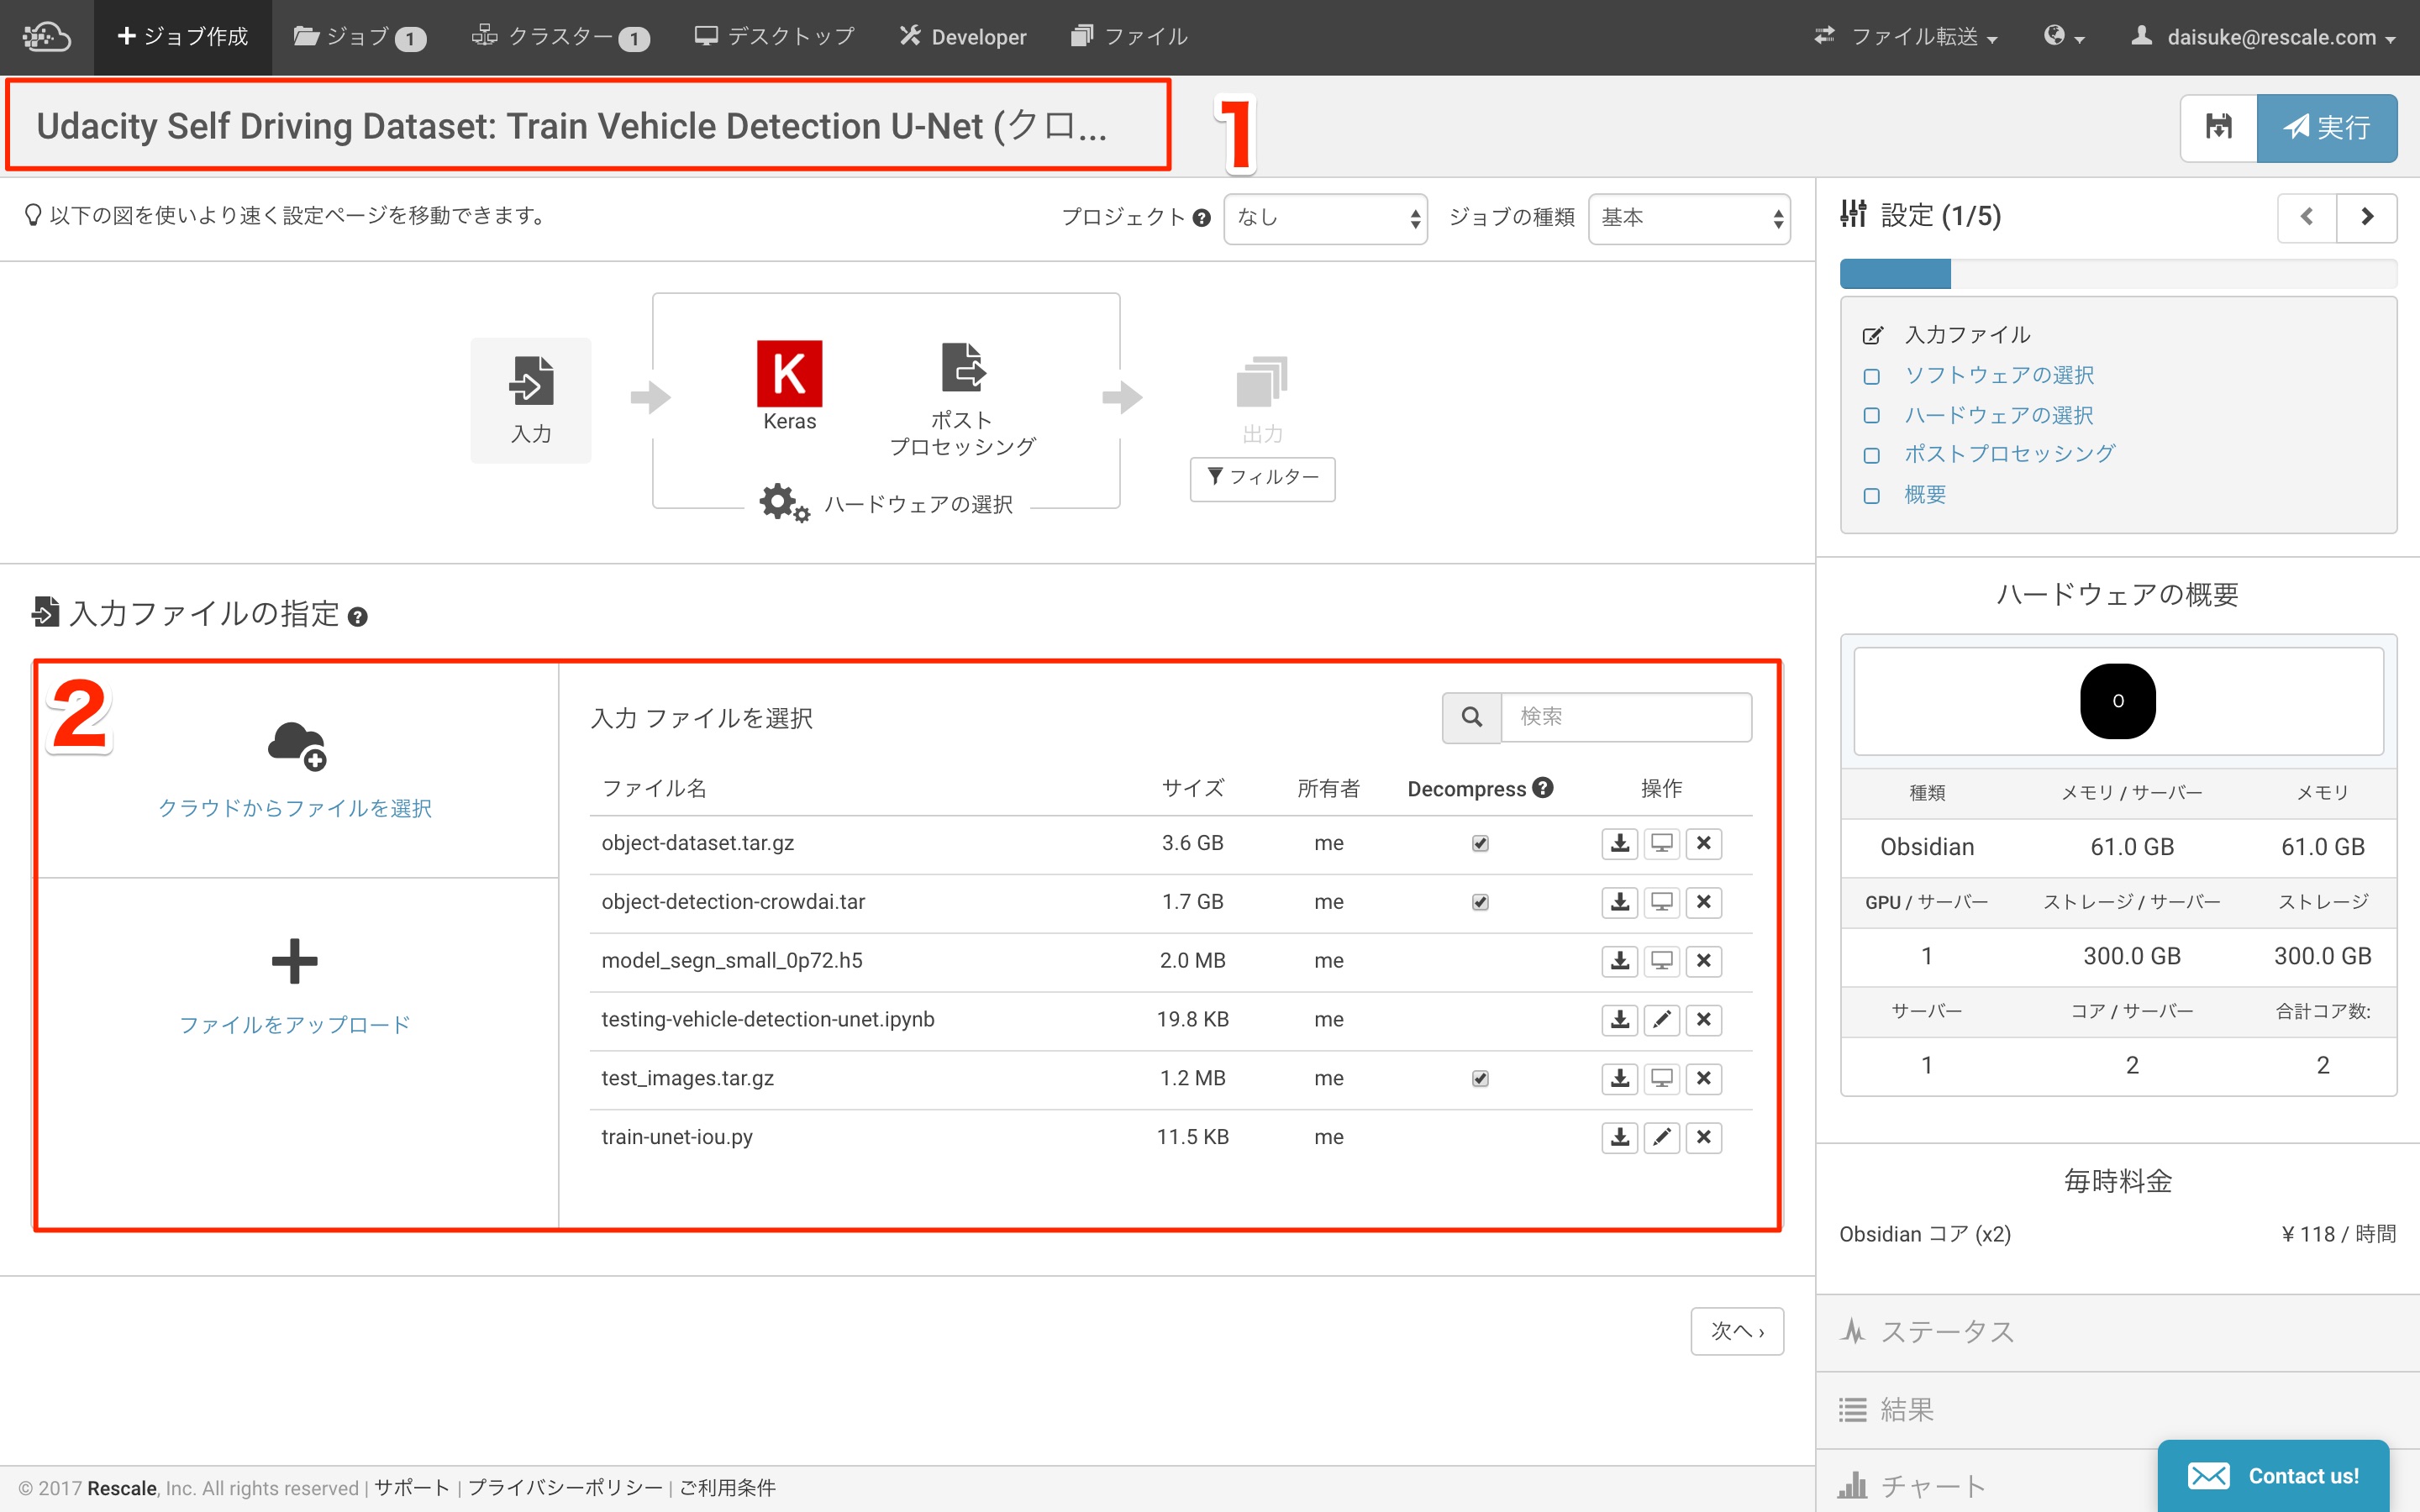 ジョブ作成 ジョブ 1 クラスター 1 デスクトップ Developer ファイル ファイル転送 daisuke@rescale.com
Udacity Self Driving Dataset: Train Vehicle Detection U-Net (クロ...
1
実行
以下の図を使いより速く設定ページを移動できます。
プロジェクト ? なし ジョブの種類 基本
入力
K
Keras
ポスト
プロセッシング
ハードウェアの選択
出力
フィルター
入力ファイルの指定 ?
2
クラウドからファイルを選択
ファイルをアップロード
入力 ファイルを選択
検索
ファイル名 サイズ 所有者 Decompress ? 操作
object-dataset.tar.gz 3.6 GB me
object-detection-crowdai.tar 1.7 GB me
model_segn_small_0p72.h5 2.0 MB me
testing-vehicle-detection-unet.ipynb 19.8 KB me
test_images.tar.gz 1.2 MB me
train-unet-iou.py 11.5 KB me
次へ ›
設定 (1/5)
入力ファイル
ソフトウェアの選択
ハードウェアの選択
ポストプロセッシング
概要
ハードウェアの概要
O
種類 メモリ / サーバー メモリ
Obsidian 61.0 GB 61.0 GB
GPU / サーバー ストレージ / サーバー ストレージ
1 300.0 GB 300.0 GB
サーバー コア / サーバー 合計コア数:
1 2 2
毎時料金
Obsidian コア (x2) ¥ 118 / 時間
ステータス
結果
チャート
Contact us!
© 2017 Rescale, Inc. All rights reserved | サポート | プライバシーポリシー | ご利用条件